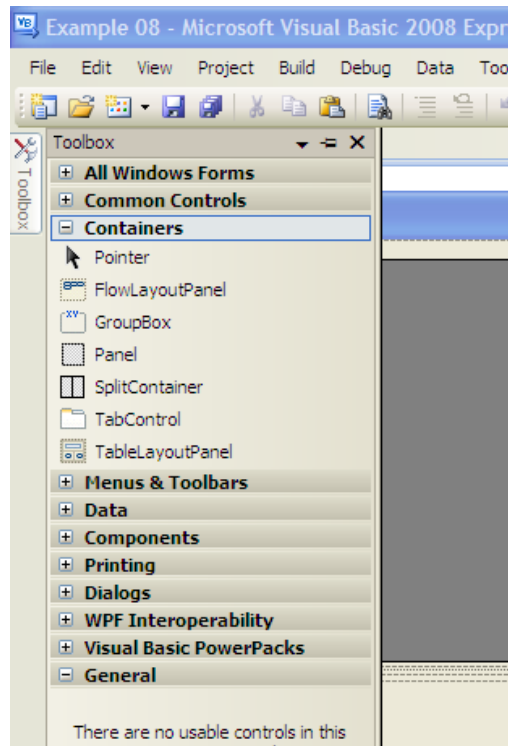 Example 08 - Microsoft Visual Basic 2008 Expr
File Edit View Project Build Debug Data Too
Toolbox
Toolbox
All Windows Forms
Common Controls
Containers
Pointer
FlowLayoutPanel
GroupBox
Panel
SplitContainer
TabControl
TableLayoutPanel
Menus & Toolbars
Data
Components
Printing
Dialogs
WPF Interoperability
Visual Basic PowerPacks
General
There are no usable controls in this